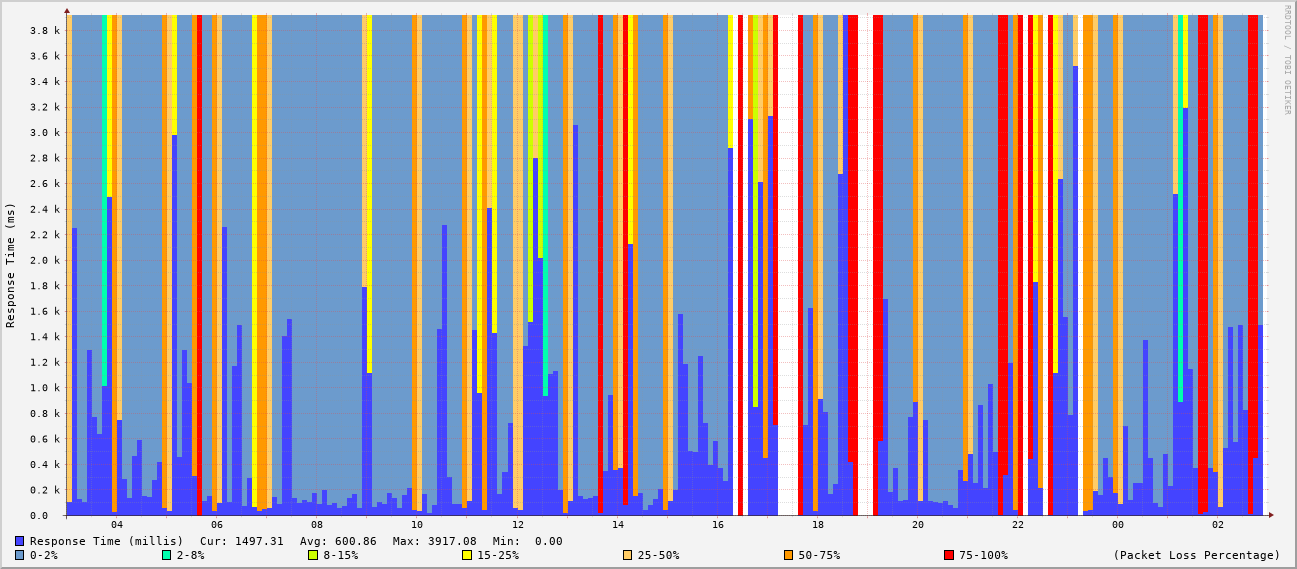 RRDTOOL / TOBI OETIKER
Response Time (ms)
3.8 k
3.6 k
3.4 k
3.2 k
3.0 k
2.8 k
2.6 k
2.4 k
2.2 k
2.0 k
1.8 k
1.6 k
1.4 k
1.2 k
1.0 k
0.8 k
0.6 k
0.4 k
0.2 k
0.0
04 06 08 10 12 14 16 18 20 22 00 02
Response Time (millis) Cur: 1497.31 Avg: 600.86 Max: 3917.08 Min: 0.00
0-2% 2-8% 8-15% 15-25% 25-50% 50-75% 75-100% (Packet Loss Percentage)